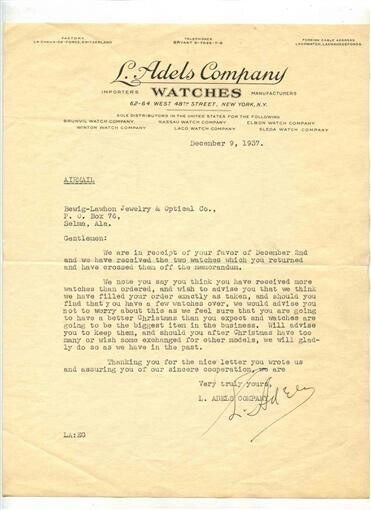 FACTORY
LA CHAUX-DE-FONDS, SWITZERLAND
TELEPHONES
BRYANT 9-7035-7-8
FOREIGN CABLE ADDRESS
L. Adels Company
IMPORTERS WATCHES MANUFACTURERS
62-64 WEST 48TH STREET, NEW YORK, N.Y.
SOLE DISTRIBUTORS IN THE UNITED STATES FOR THE FOLLOWING
BRUNVIL WATCH COMPANY NASSAU WATCH COMPANY ELBON WATCH COMPANY
WINTON WATCH COMPANY LACO WATCH COMPANY SLEDA WATCH COMPANY
December 9, 1937.
AIRMAIL
Bewig-Lawhon Jewelry & Optical Co.,
P. O. Box 76,
Selma, Ala.
Gentlemen:
We are in receipt of your favor of December 2nd
and we have received the two watches which you returned
and have crossed them off the memorandum.
We note you say you think you have received more
watches than ordered, and wish to advise you that we think
we have filled your order exactly as taken, and should you
find that you have a few watches over, we would advise you
not to worry about this as we feel sure that you are going
to have a better Christmas than you expect and watches are
going to be the biggest item in the business. Will advise
you to keep them, and should you after Christmas have too
many or wish some exchanged for other models, we will glad-
ly do so as we have in the past.
Thanking you for the nice letter you wrote us
and assuring you of our sincere cooperation, we are
Very truly yours,
L. ADELS COMPANY
L. Adels
LA:EG